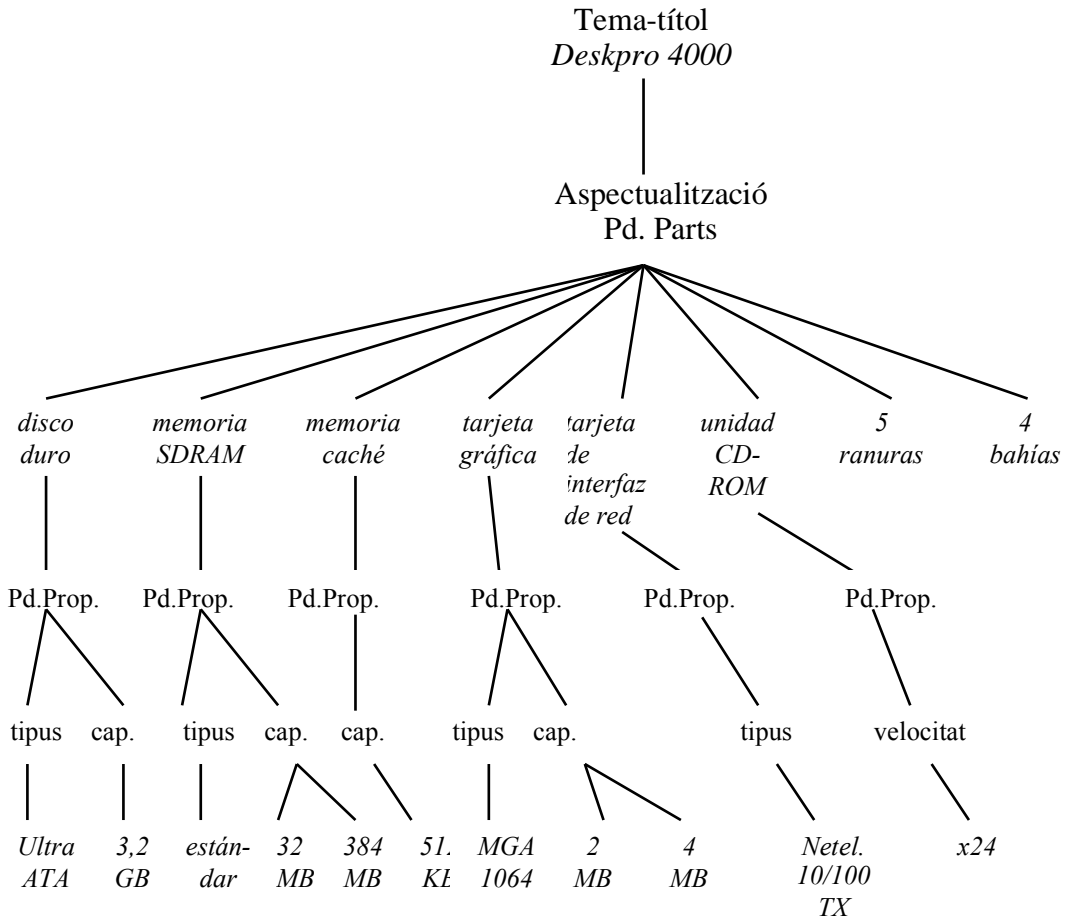 Tema-títol
Deskpro 4000
Aspectualització
Pd. Parts
disco
duro
memoria
SDRAM
memoria
caché
tarjeta
gráfica
tarjeta
de
interfaz
de red
unidad
CD-
ROM
5
ranuras
4
bahías
Pd.Prop.
Pd.Prop.
Pd.Prop.
Pd.Prop.
Pd.Prop.
Pd.Prop.
tipus
cap.
tipus
cap.
cap.
tipus
cap.
tipus
velocitat
Ultra
ATA
3,2
GB
están-
dar
32
MB
384
MB
MGA
1064
2
MB
4
MB
Netel.
10/100
TX
x24